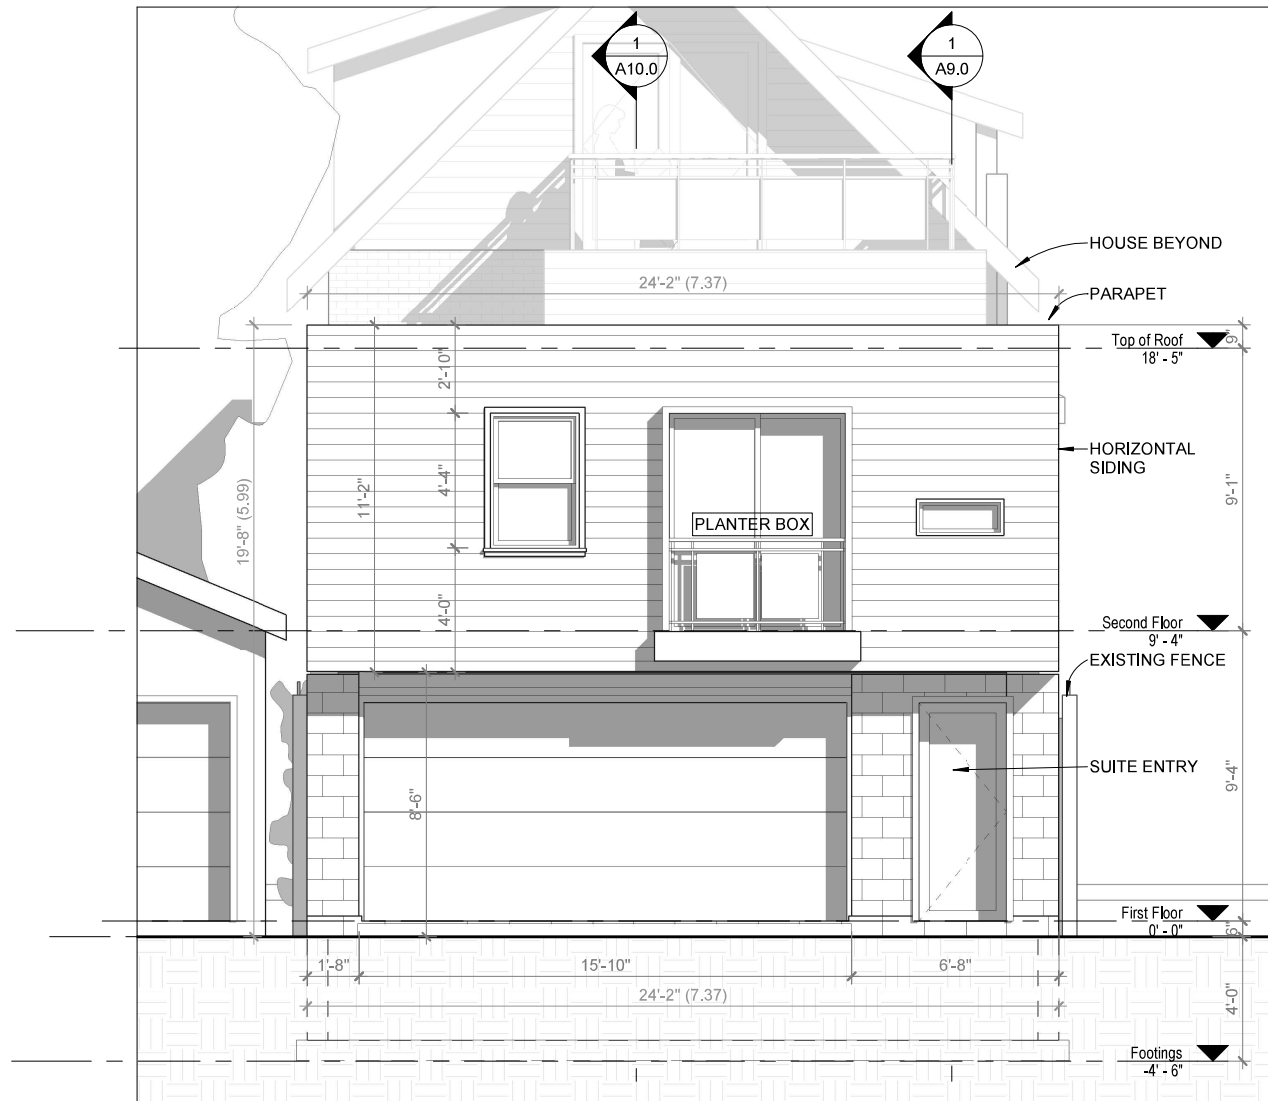 1
A10.0
1
A9.0
HOUSE BEYOND
24'-2" (7.37)
PARAPET
Top of Roof
18' - 5"
9"
2'-10"
HORIZONTAL
SIDING
4'-4"
11'-2"
9'-1"
19'-8" (5.99)
PLANTER BOX
4'-0"
Second Floor
9' - 4"
EXISTING FENCE
SUITE ENTRY
9'-4"
8'-6"
First Floor
0' - 0"
6"
1'-8"
15'-10"
6'-8"
24'-2" (7.37)
4'-0"
Footings
-4' - 6"